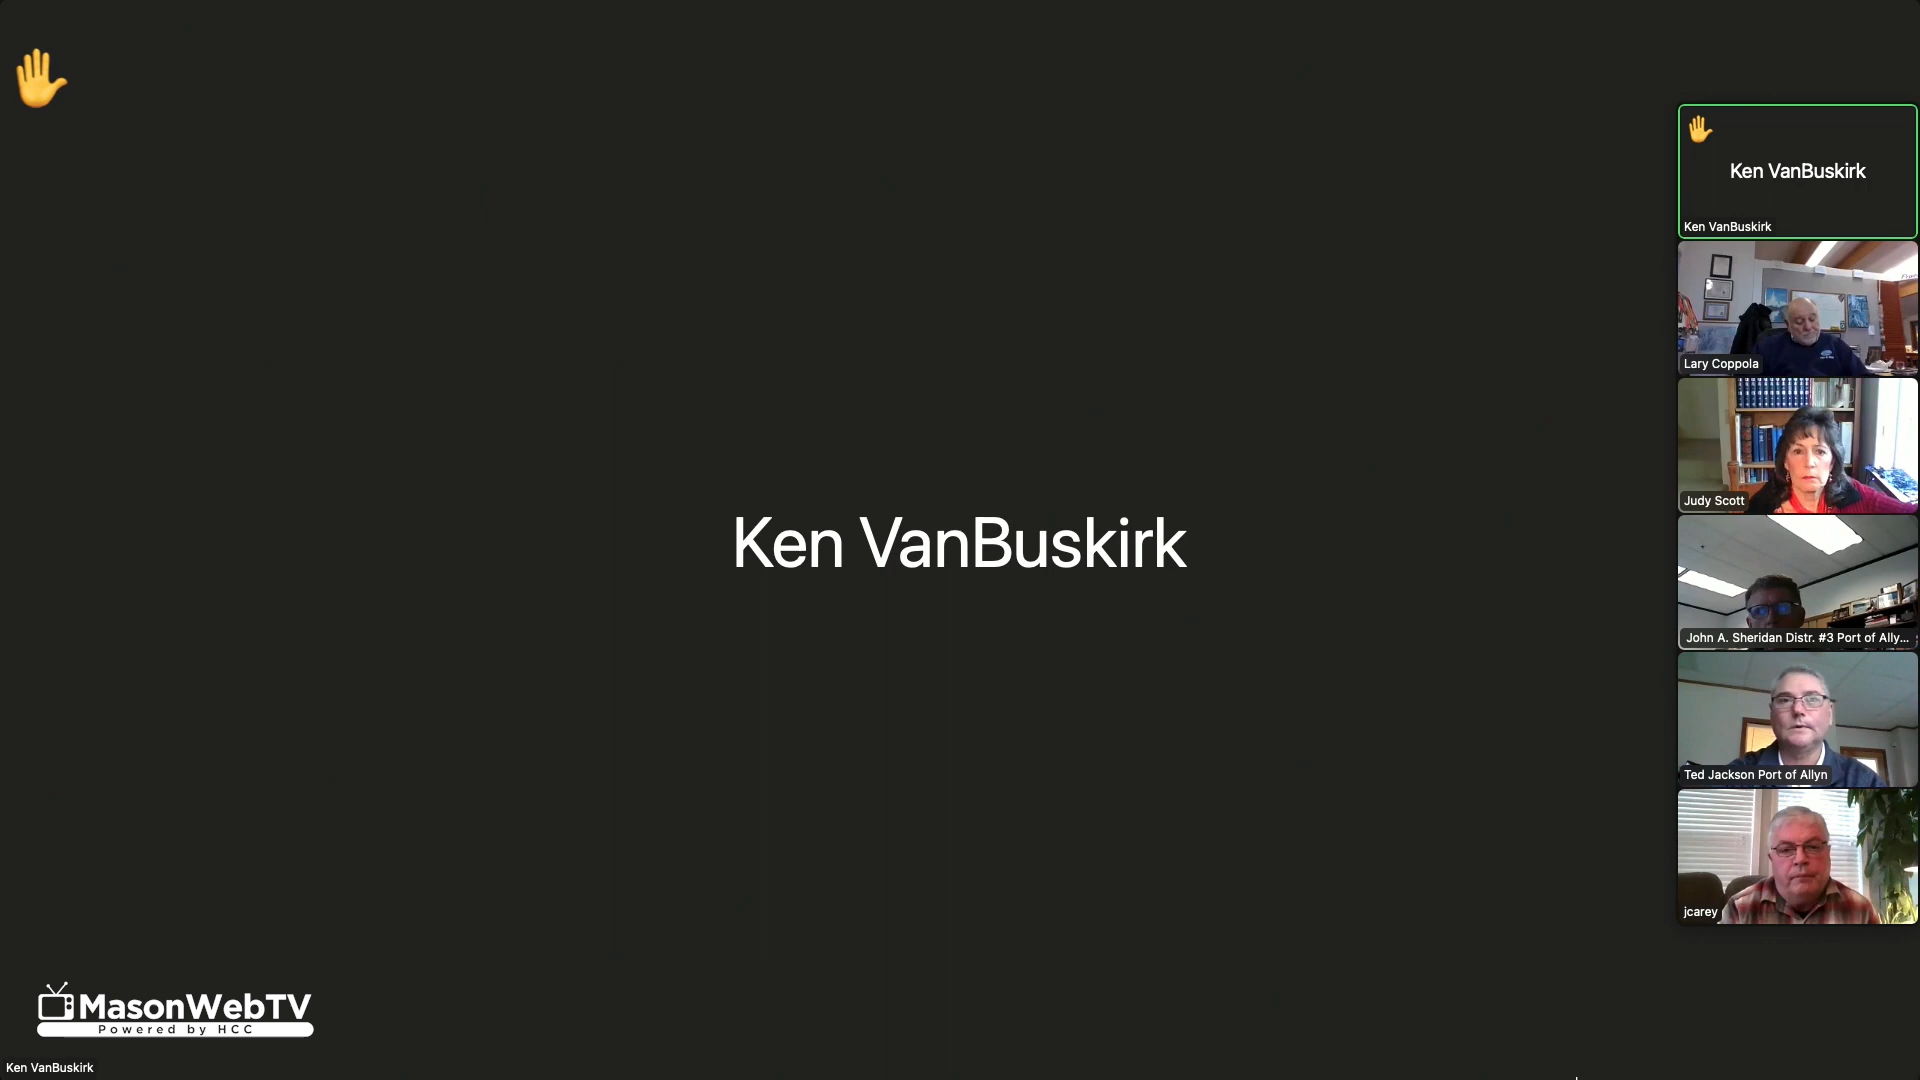 Ken VanBuskirk
Ken VanBuskirk
Lary Coppola
Judy Scott
John A. Sheridan Distr. #3 Port of Ally...
Ted Jackson Port of Allyn
jcarey
Ken VanBuskirk
MasonWebTV
Powered by HCC
Ken VanBuskirk